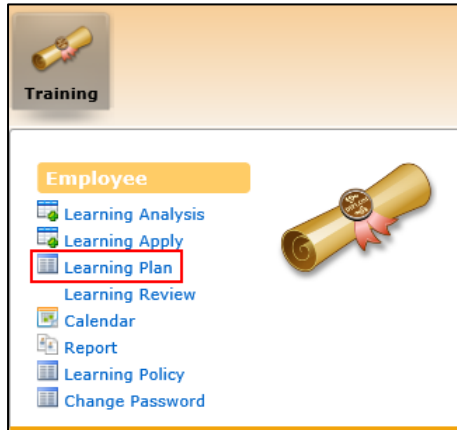 Training
Employee
Learning Analysis
Learning Apply
Learning Plan
Learning Review
Calendar
Report
Learning Policy
Change Password